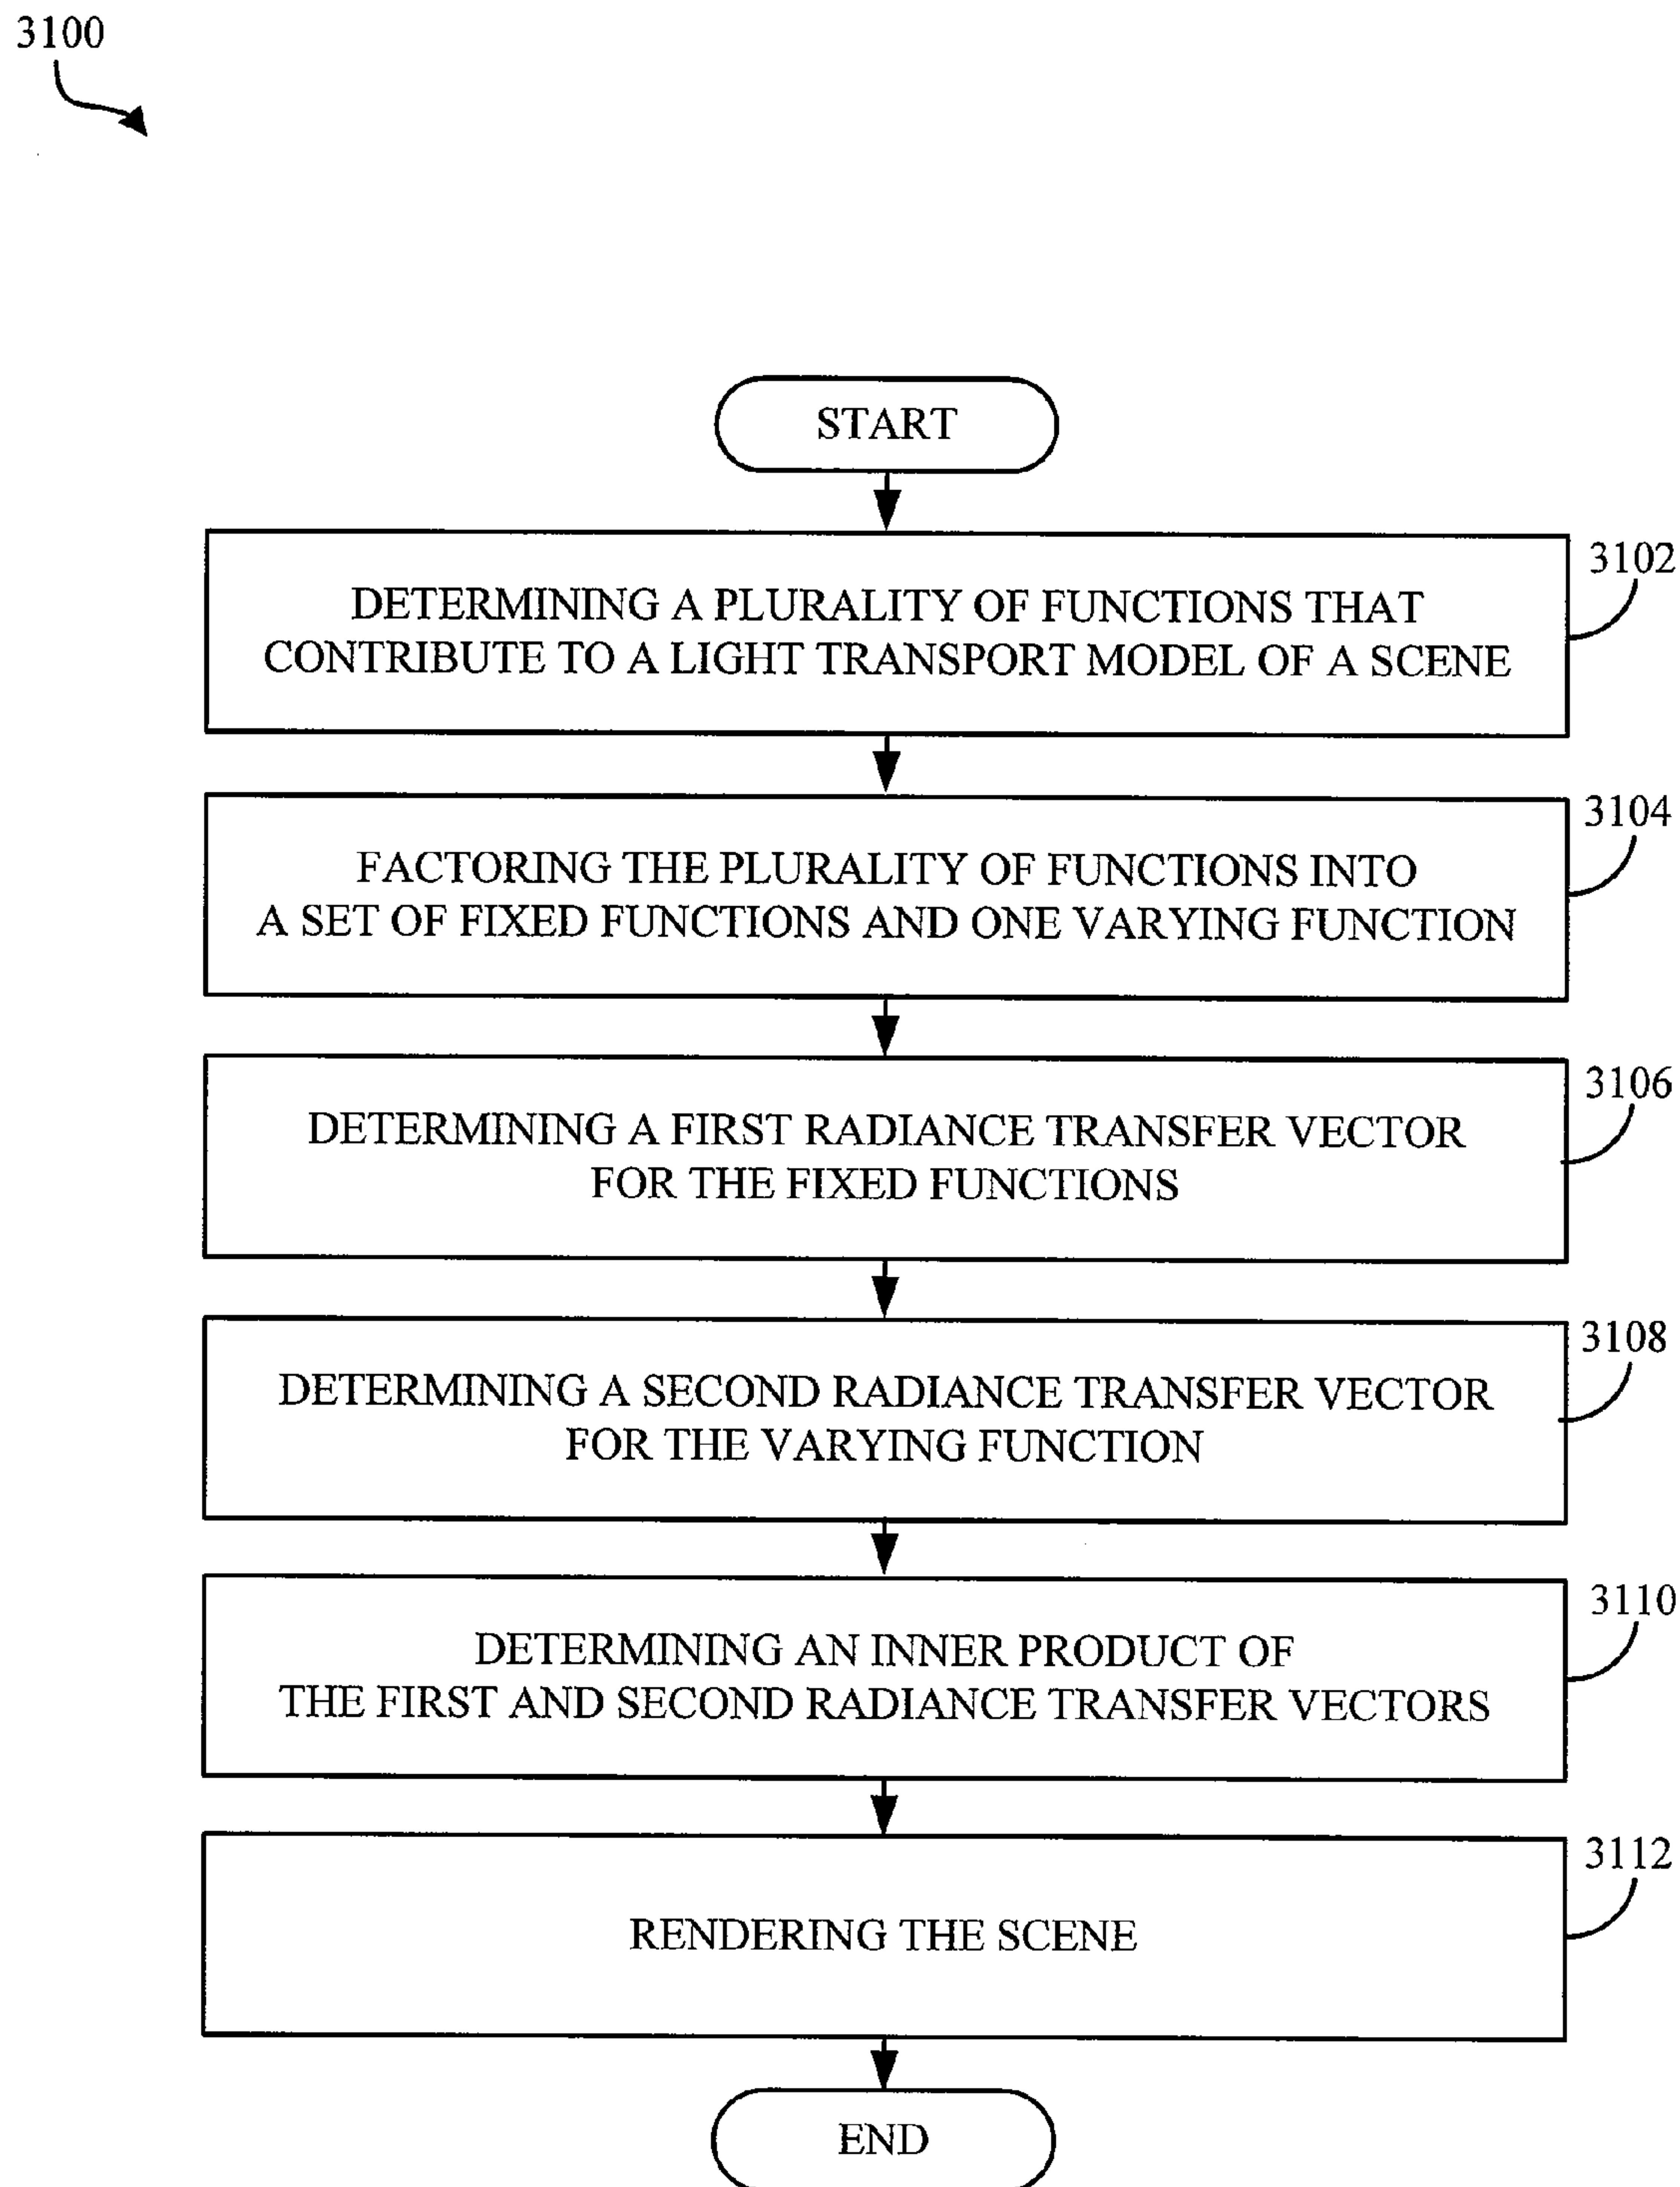 3100
START
3102
DETERMINING A PLURALITY OF FUNCTIONS THAT
CONTRIBUTE TO A LIGHT TRANSPORT MODEL OF A SCENE
3104
FACTORING THE PLURALITY OF FUNCTIONS INTO
A SET OF FIXED FUNCTIONS AND ONE VARYING FUNCTION
3106
DETERMINING A FIRST RADIANCE TRANSFER VECTOR
FOR THE FIXED FUNCTIONS
3108
DETERMINING A SECOND RADIANCE TRANSFER VECTOR
FOR THE VARYING FUNCTION
3110
DETERMINING AN INNER PRODUCT OF
THE FIRST AND SECOND RADIANCE TRANSFER VECTORS
3112
RENDERING THE SCENE
END